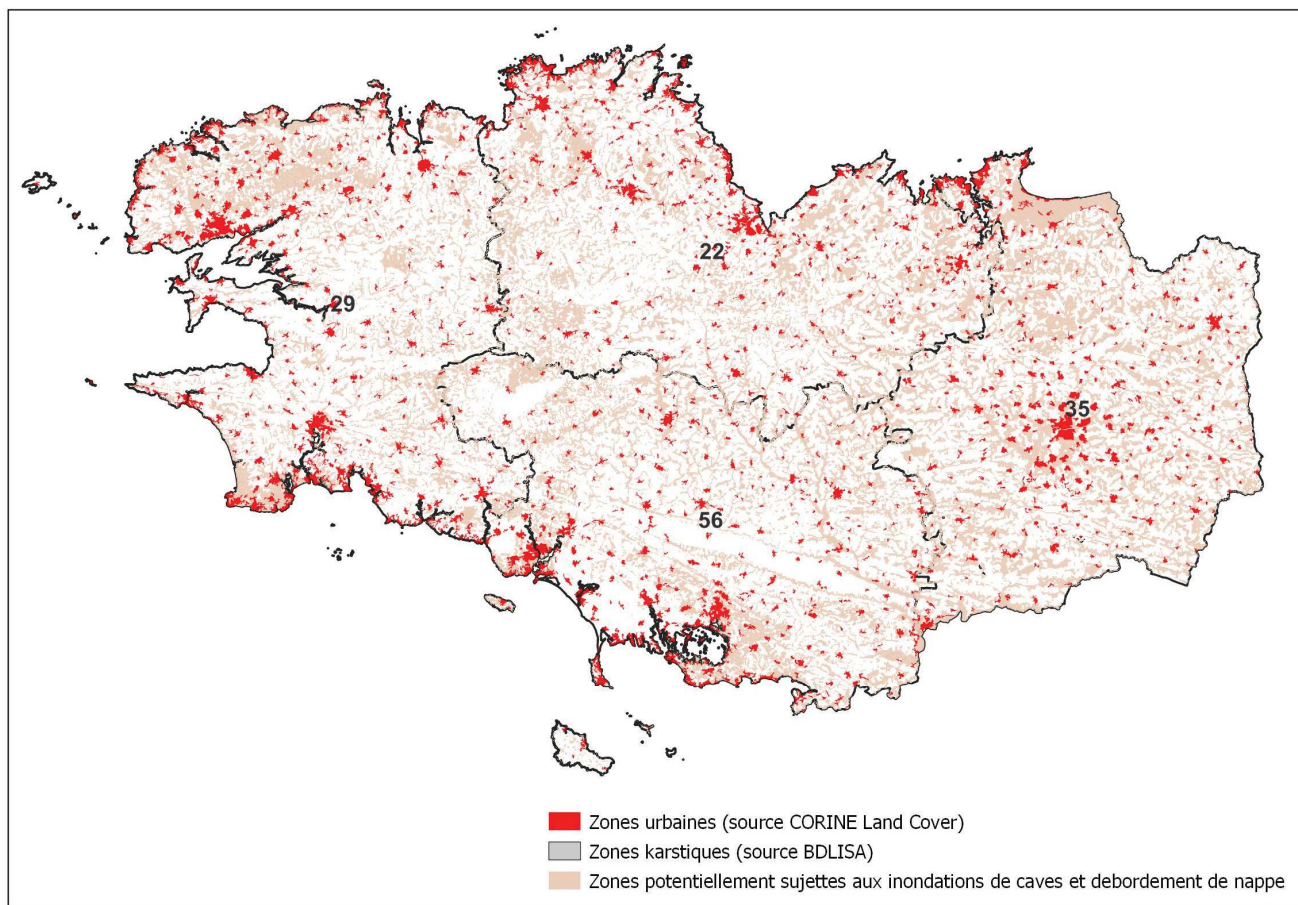 22
29
35
56
Zones urbaines (source CORINE Land Cover)
Zones karstiques (source BDLISA)
Zones potentiellement sujettes aux inondations de caves et debordement de nappe